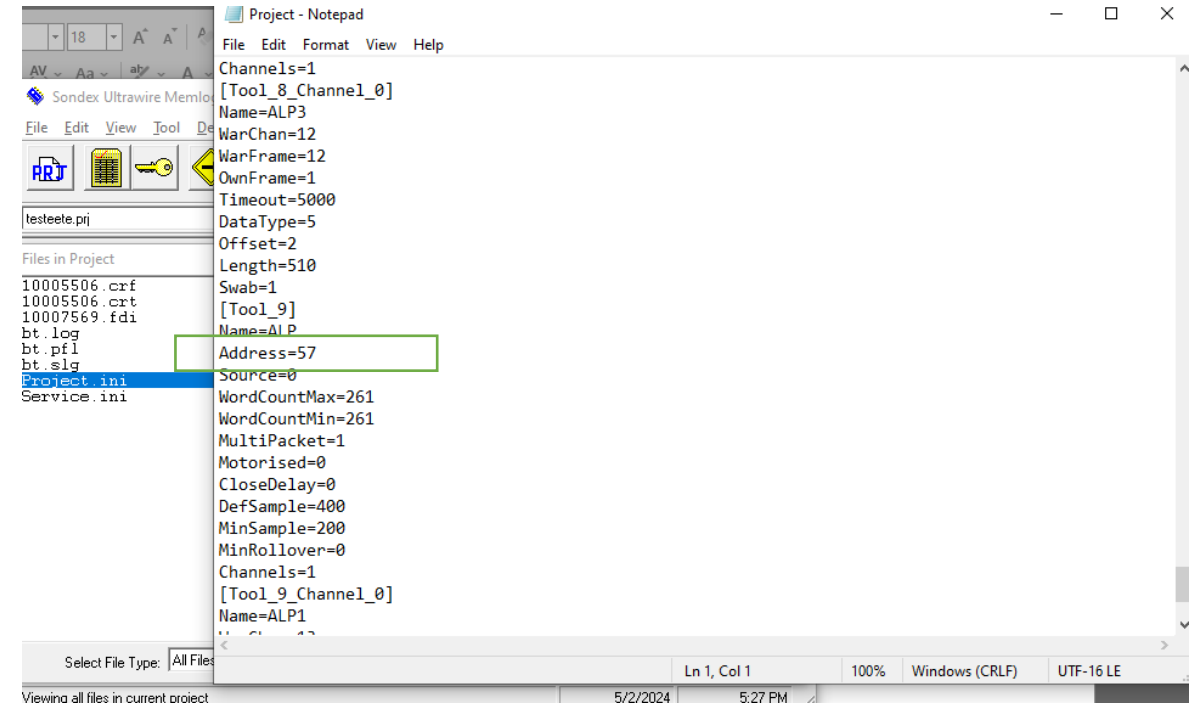 Project - Notepad
File Edit Format View Help
18
Aa
Sondex Ultrawire Memlo
File Edit View Tool De
PRJ
testeete.prj
Files in Project
10005506.crf
10005506.crt
10007569.fdi
bt.log
bt.pfl
bt.slg
Project.ini
Service.ini
Channels=1
[Tool_8_Channel_0]
Name=ALP3
WarChan=12
WarFrame=12
OwnFrame=1
Timeout=5000
DataType=5
Offset=2
Length=510
Swab=1
[Tool_9]
Name=ALP
Address=57
Source=0
WordCountMax=261
WordCountMin=261
MultiPacket=1
Motorised=0
CloseDelay=0
DefSample=400
MinSample=200
MinRollover=0
Channels=1
[Tool_9_Channel_0]
Name=ALP1
Select File Type: All Files
Ln 1, Col 1 100% Windows (CRLF) UTF-16 LE
Viewing all files in current project 5/2/2024 5:27 PM